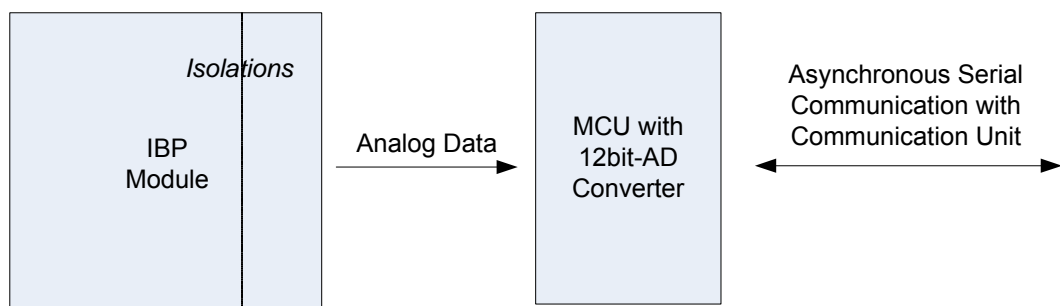 Isolations
IBP
Module
Analog Data
MCU with
12bit-AD
Converter
Asynchronous Serial
Communication with
Communication Unit